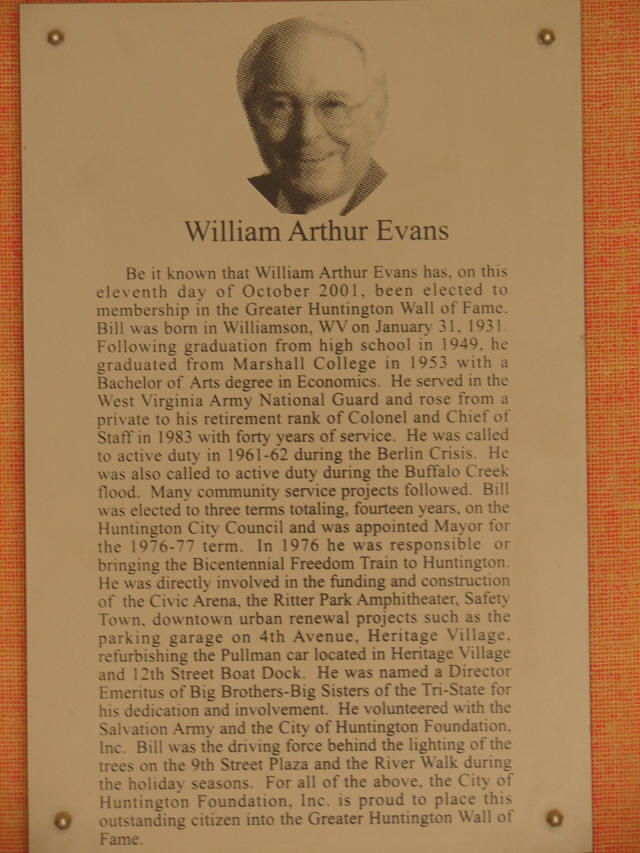 William Arthur Evans
Be it known that William Arthur Evans has, on this
eleventh day of October 2001, been elected to
membership in the Greater Huntington Wall of Fame.
Bill was born in Williamson, WV on January 31, 1931.
Following graduation from high school in 1949, he
graduated from Marshall College in 1953 with a
Bachelor of Arts degree in Economics. He served in the
West Virginia Army National Guard and rose from a
private to his retirement rank of Colonel and Chief of
Staff in 1983 with forty years of service. He was called
to active duty in 1961-62 during the Berlin Crisis. He
was also called to active duty during the Buffalo Creek
flood. Many community service projects followed. Bill
was elected to three terms totaling, fourteen years, on the
Huntington City Council and was appointed Mayor for
the 1976-77 term. In 1976 he was responsible or
bringing the Bicentennial Freedom Train to Huntington.
He was directly involved in the funding and construction
of the Civic Arena, the Ritter Park Amphitheater, Safety
Town, downtown urban renewal projects such as the
parking garage on 4th Avenue, Heritage Village,
refurbishing the Pullman car located in Heritage Village
and 12th Street Boat Dock. He was named a Director
Emeritus of Big Brothers-Big Sisters of the Tri-State for
his dedication and involvement. He volunteered with the
Salvation Army and the City of Huntington Foundation,
Inc. Bill was the driving force behind the lighting of the
trees on the 9th Street Plaza and the River Walk during
the holiday seasons. For all of the above, the City of
Huntington Foundation, Inc. is proud to place this
outstanding citizen into the Greater Huntington Wall of
Fame.